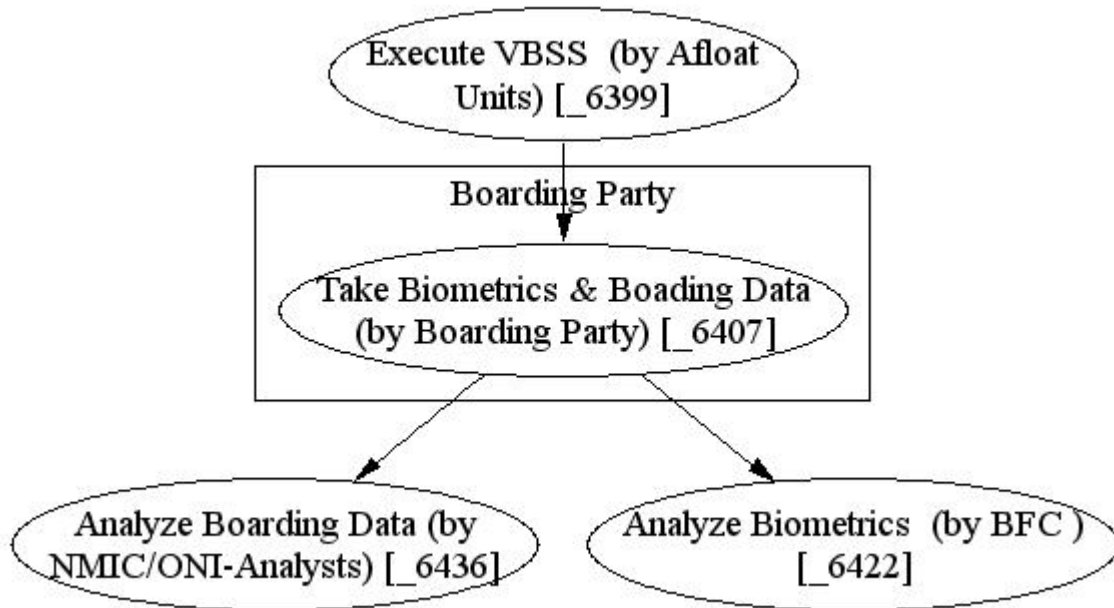 Execute VBSS (by Afloat
Units) [_6399]
Boarding Party
Take Biometrics & Boading Data
(by Boarding Party) [_6407]
Analyze Boarding Data (by
NMIC/ONI-Analysts) [_6436]
Analyze Biometrics (by BFC )
[_6422]